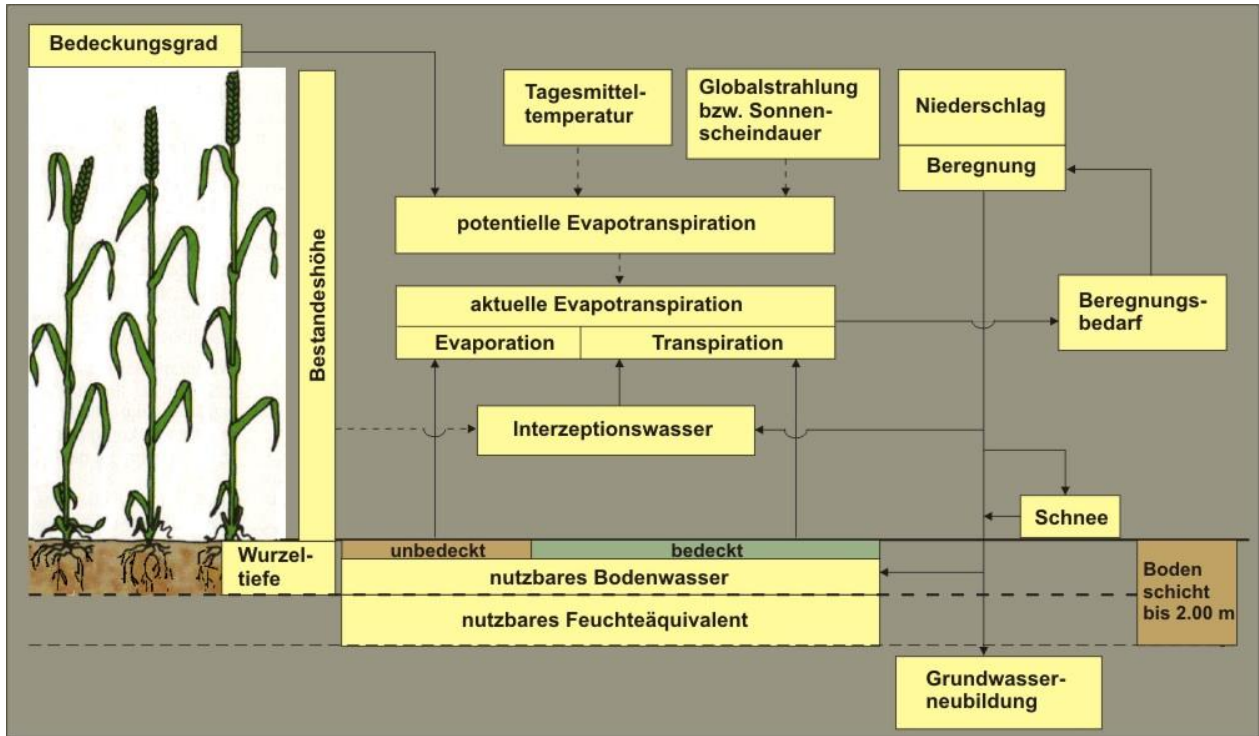 Bedeckungsgrad
Tagesmittel-
temperatur
Globalstrahlung
bzw. Sonnen-
scheindauer
Niederschlag
Beregnung
potentielle Evapotranspiration
Bestandeshöhe
aktuelle Evapotranspiration
Evaporation
Transpiration
Beregnungs-
bedarf
Interzeptionswasser
Schnee
Wurzel-
tiefe
unbedeckt
bedeckt
nutzbares Bodenwasser
nutzbares Feuchteäquivalent
Boden
schicht
bis 2.00 m
Grundwasser-
neubildung